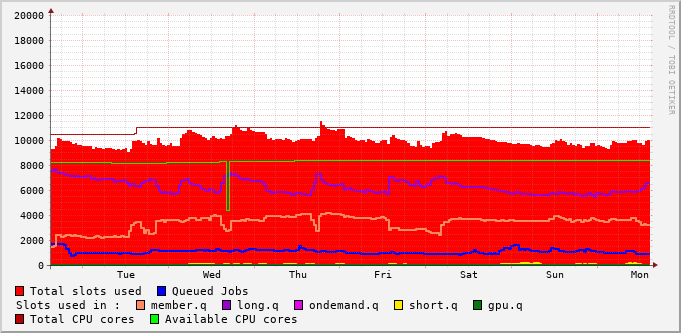 20000
18000
16000
14000
12000
10000
8000
6000
4000
2000
0
Tue Wed Thu Fri Sat Sun Mon
RRDTOOL / TOBI OETIKER
Total slots used Queued Jobs
Slots used in : member.q long.q ondemand.q short.q gpu.q
Total CPU cores Available CPU cores